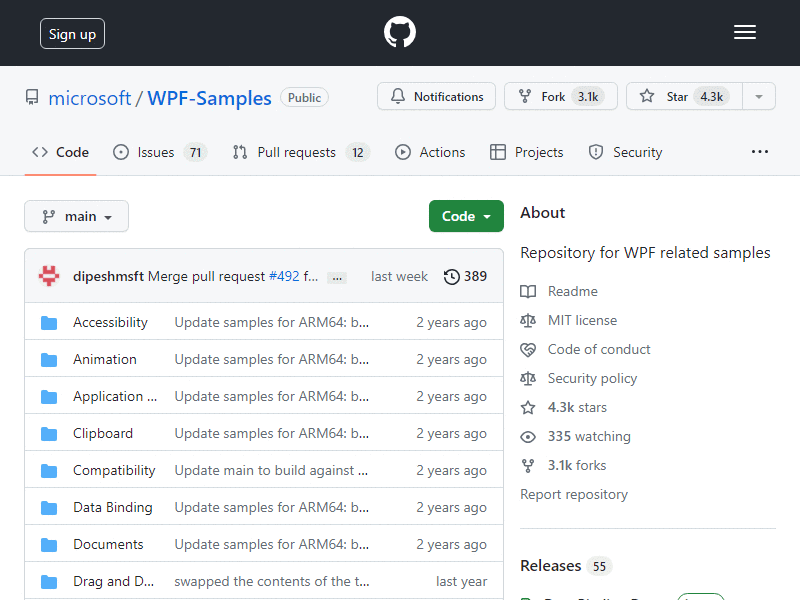 Sign up
microsoft / WPF-Samples Public
Notifications Fork 3.1k Star 4.3k
Code Issues 71 Pull requests 12 Actions Projects Security ...
main Code
dipeshmsft Merge pull request #492 f... ... last week 389
Accessibility Update samples for ARM64: b... 2 years ago
Animation Update samples for ARM64: b... 2 years ago
Application ... Update samples for ARM64: b... 2 years ago
Clipboard Update samples for ARM64: b... 2 years ago
Compatibility Update main to build against ... 2 years ago
Data Binding Update samples for ARM64: b... 2 years ago
Documents Update samples for ARM64: b... 2 years ago
Drag and D... swapped the contents of the t... last year
About
Repository for WPF related samples
Readme
MIT license
Code of conduct
Security policy
4.3k stars
335 watching
3.1k forks
Report repository
Releases 55